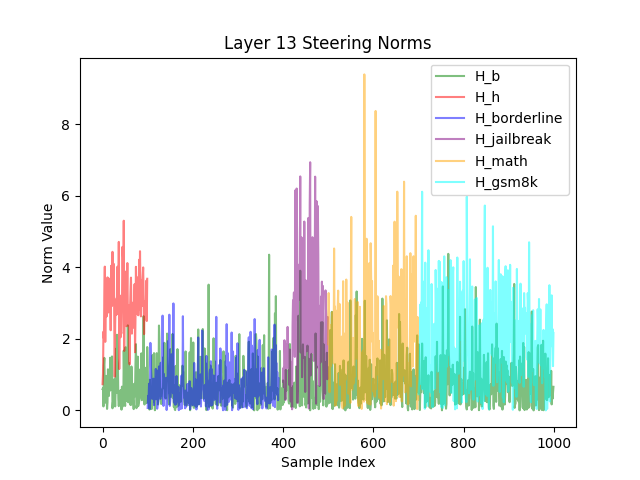 Layer 13 Steering Norms
H_b
H_h
H_borderline
H_jailbreak
H_math
H_gsm8k
Norm Value
8
6
4
2
0
0 200 400 600 800 1000
Sample Index